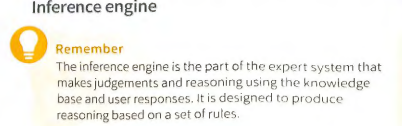 Inference engine
Remember
The inference engine is the part of the expert system that
makes judgements and reasoning using the knowledge
base and user responses. It is designed to produce
reasoning based on a set of rules.